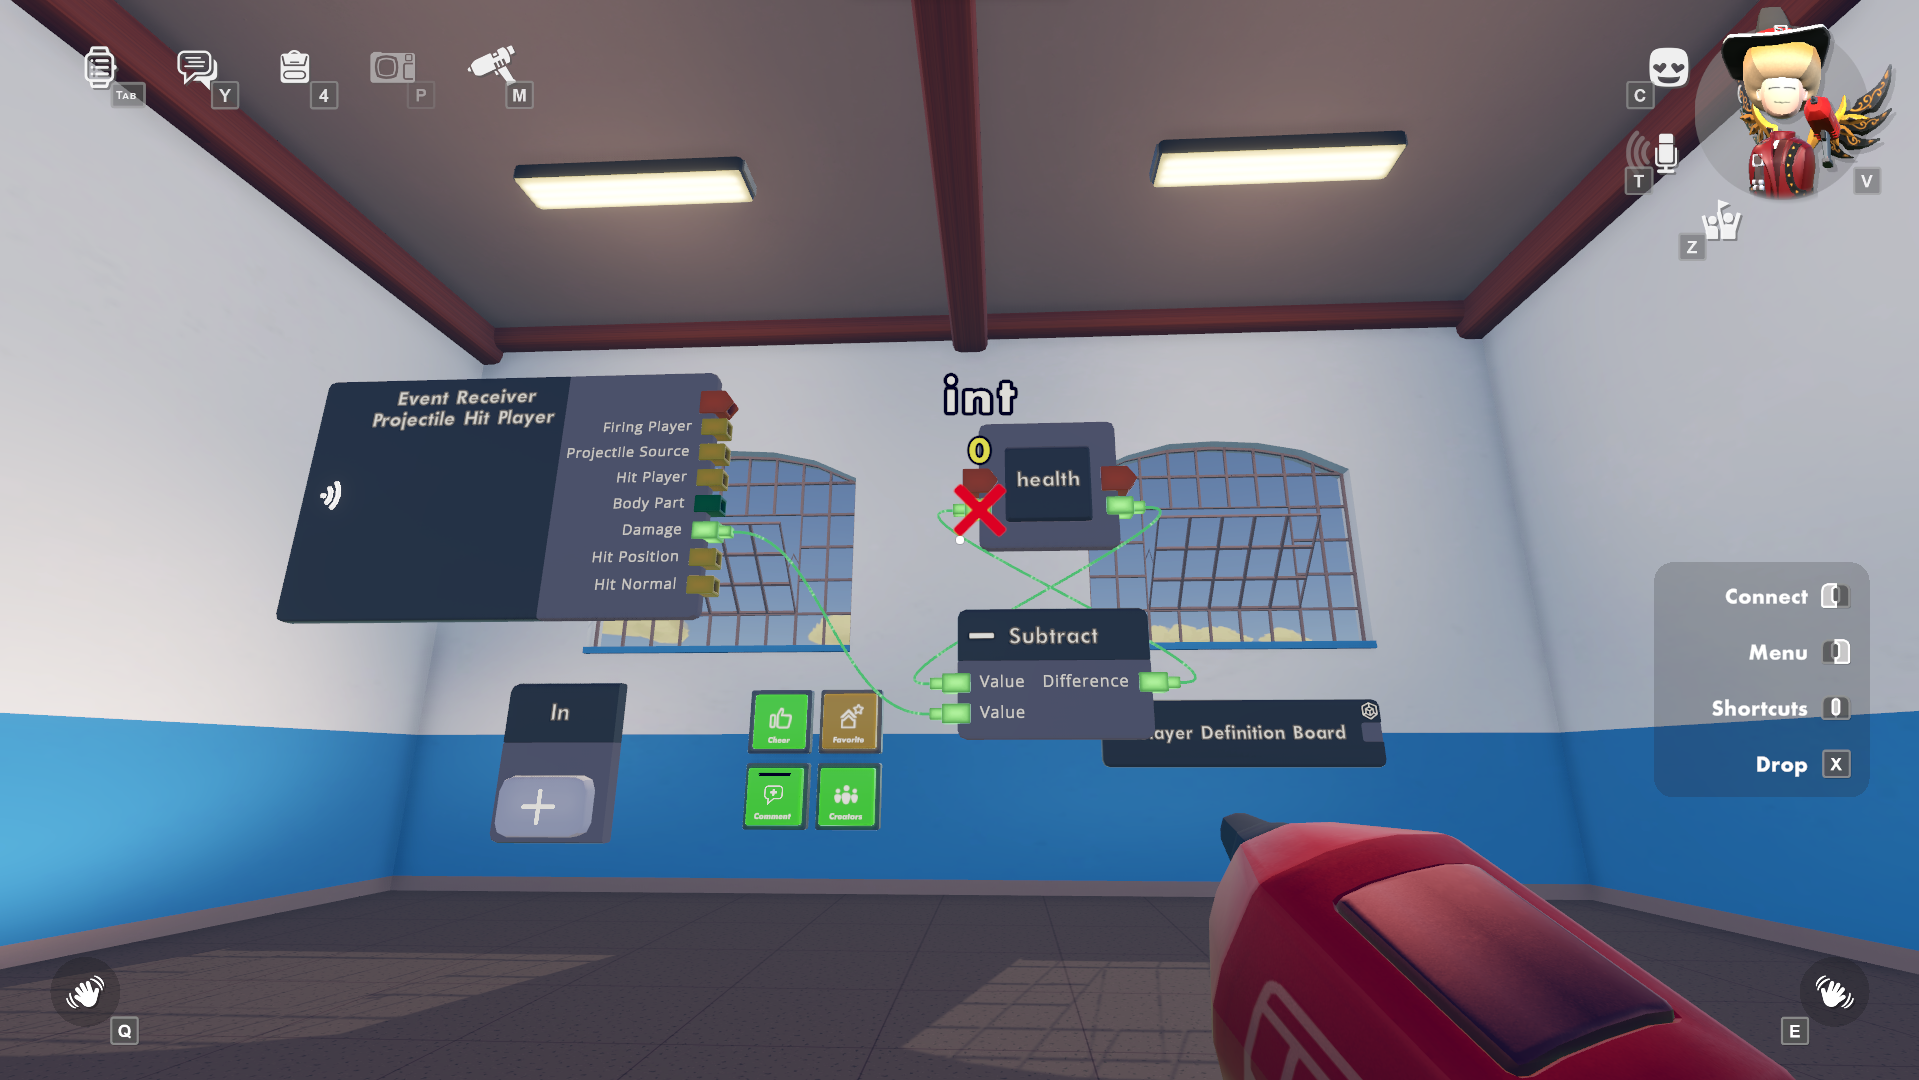 TAB
Y
4
P
M
C
T
V
Z
Event Receiver
Projectile Hit Player
Firing Player
Projectile Source
Hit Player
Body Part
Damage
Hit Position
Hit Normal
int
0
health
Subtract
Value Difference
Value
In
Cheer
Favorite
Comment
Creators
ayer Definition Board
Connect
Menu
Shortcuts
Drop X
Q
E